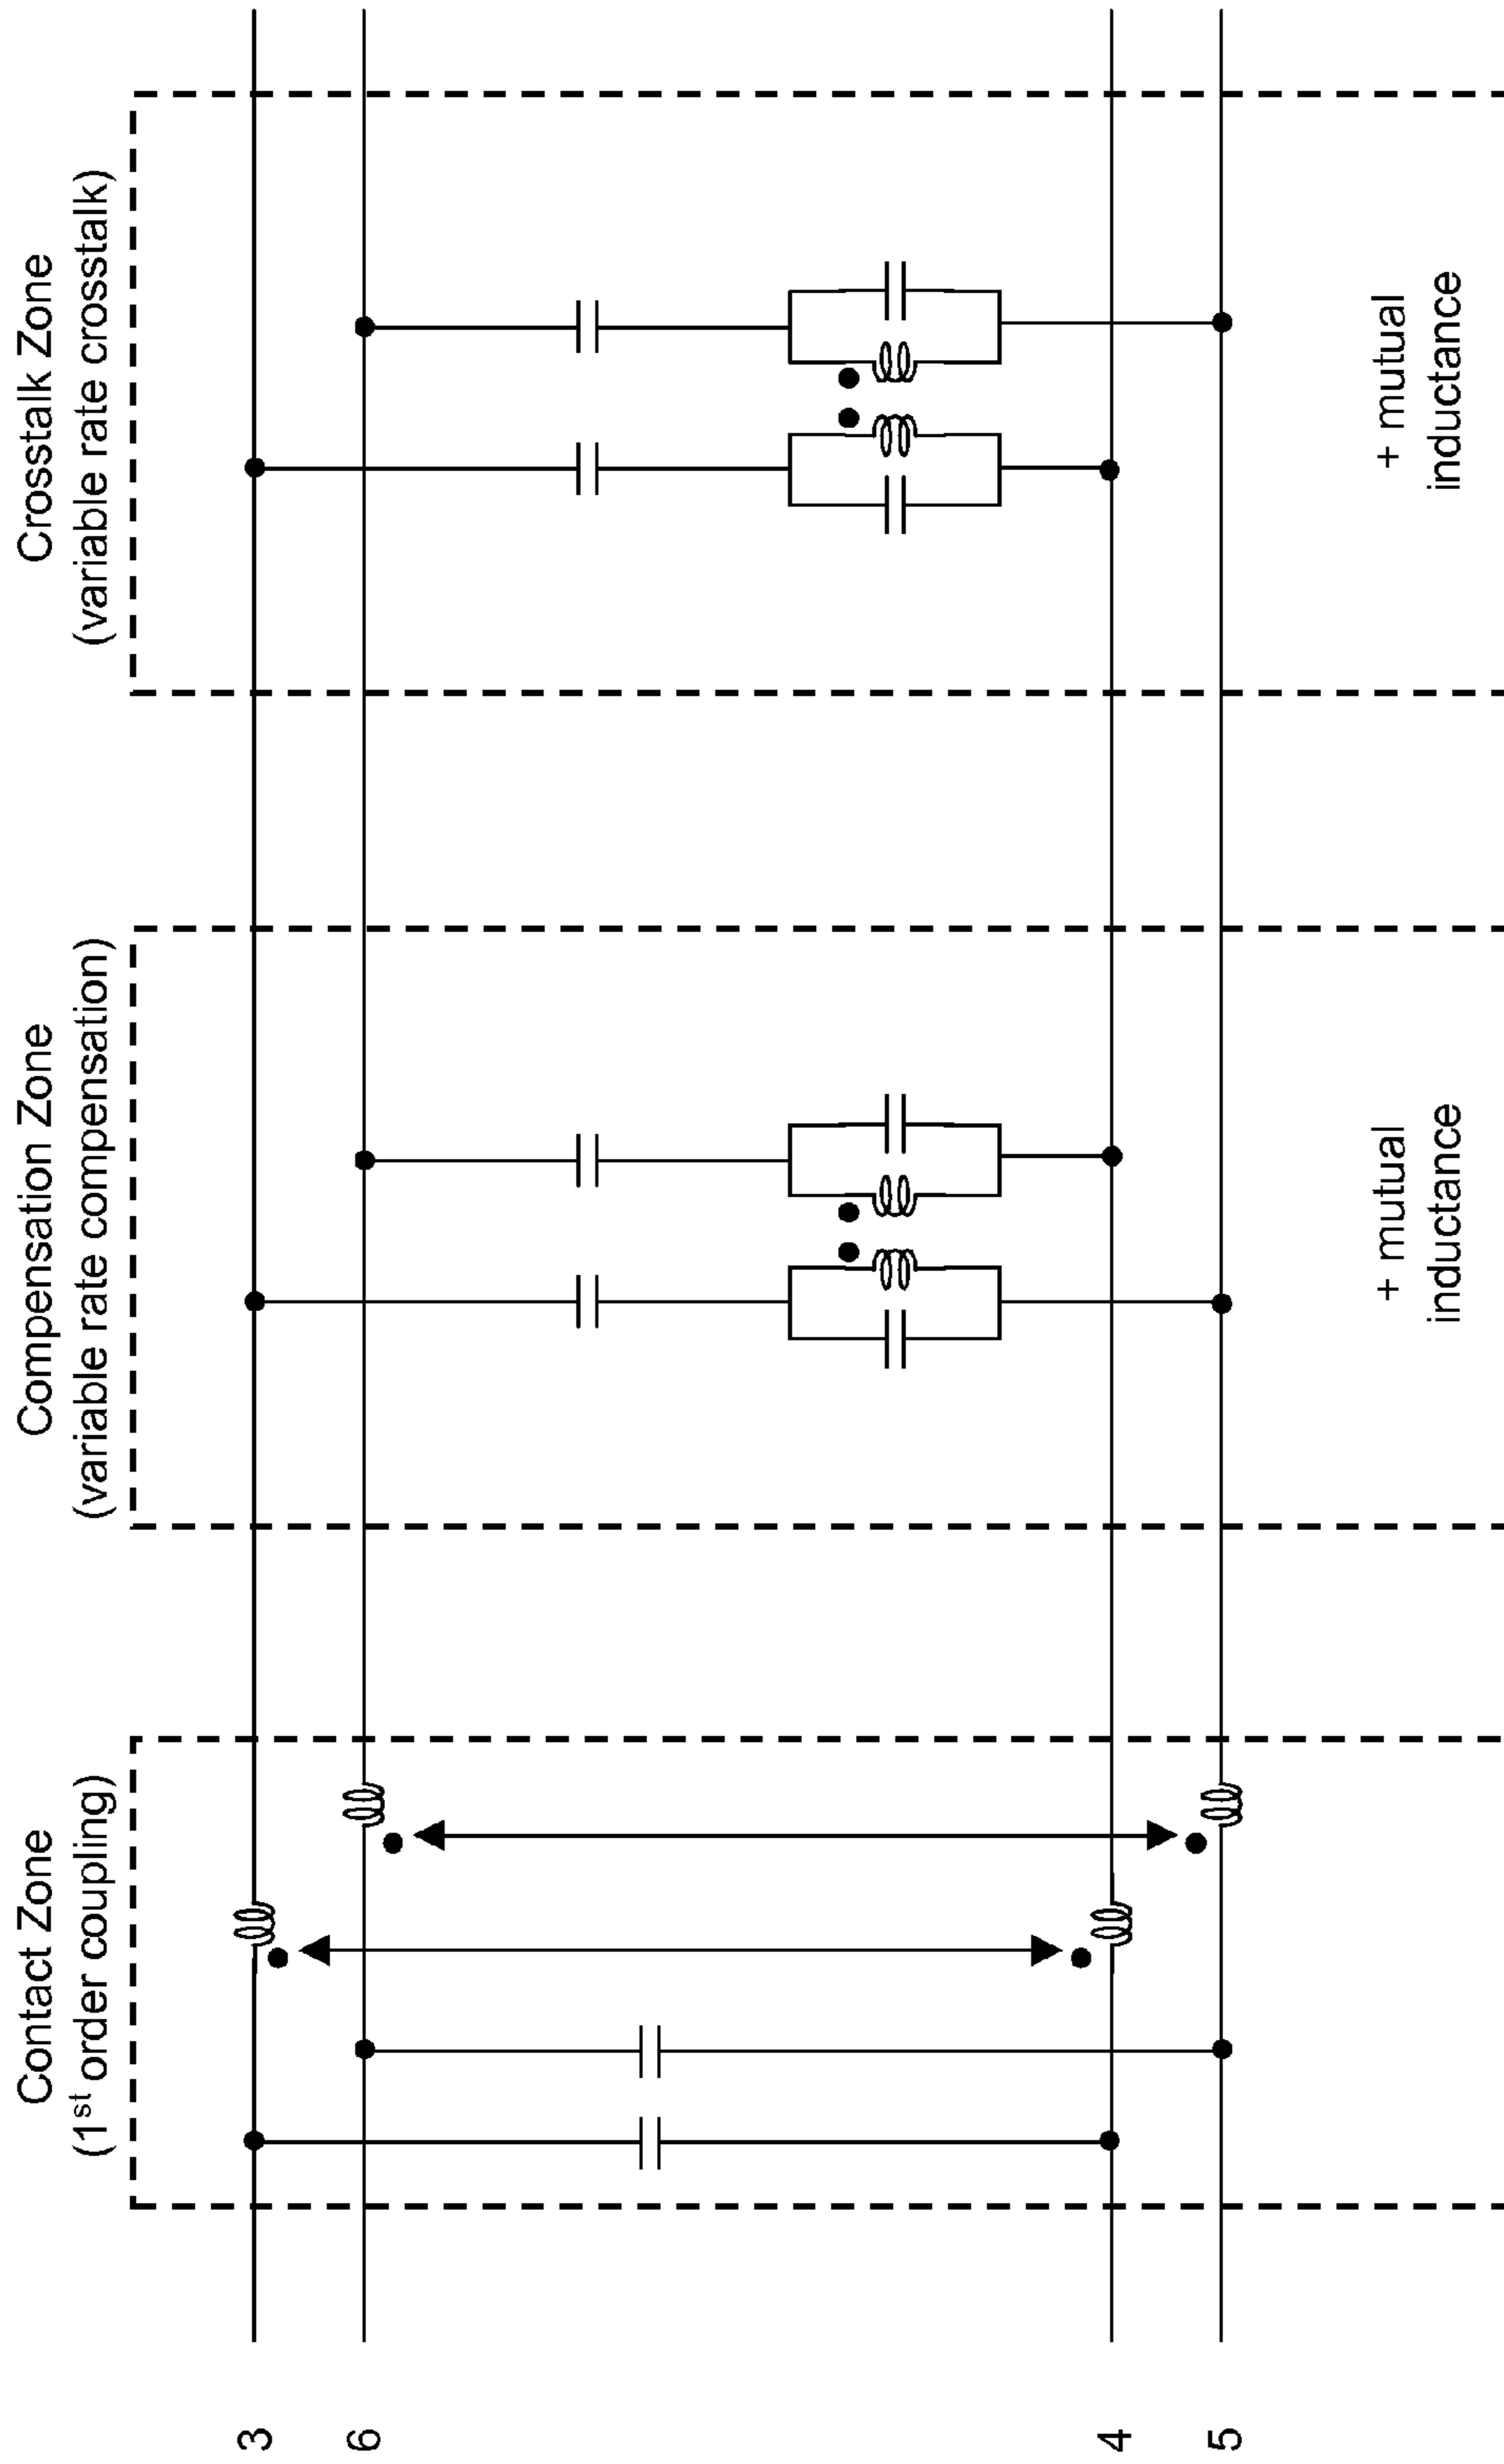 Contact Zone
(1st order coupling)
Compensation Zone
(variable rate compensation)
Crosstalk Zone
(variable rate crosstalk)
3
6
4
5
+ mutual
inductance
+ mutual
inductance